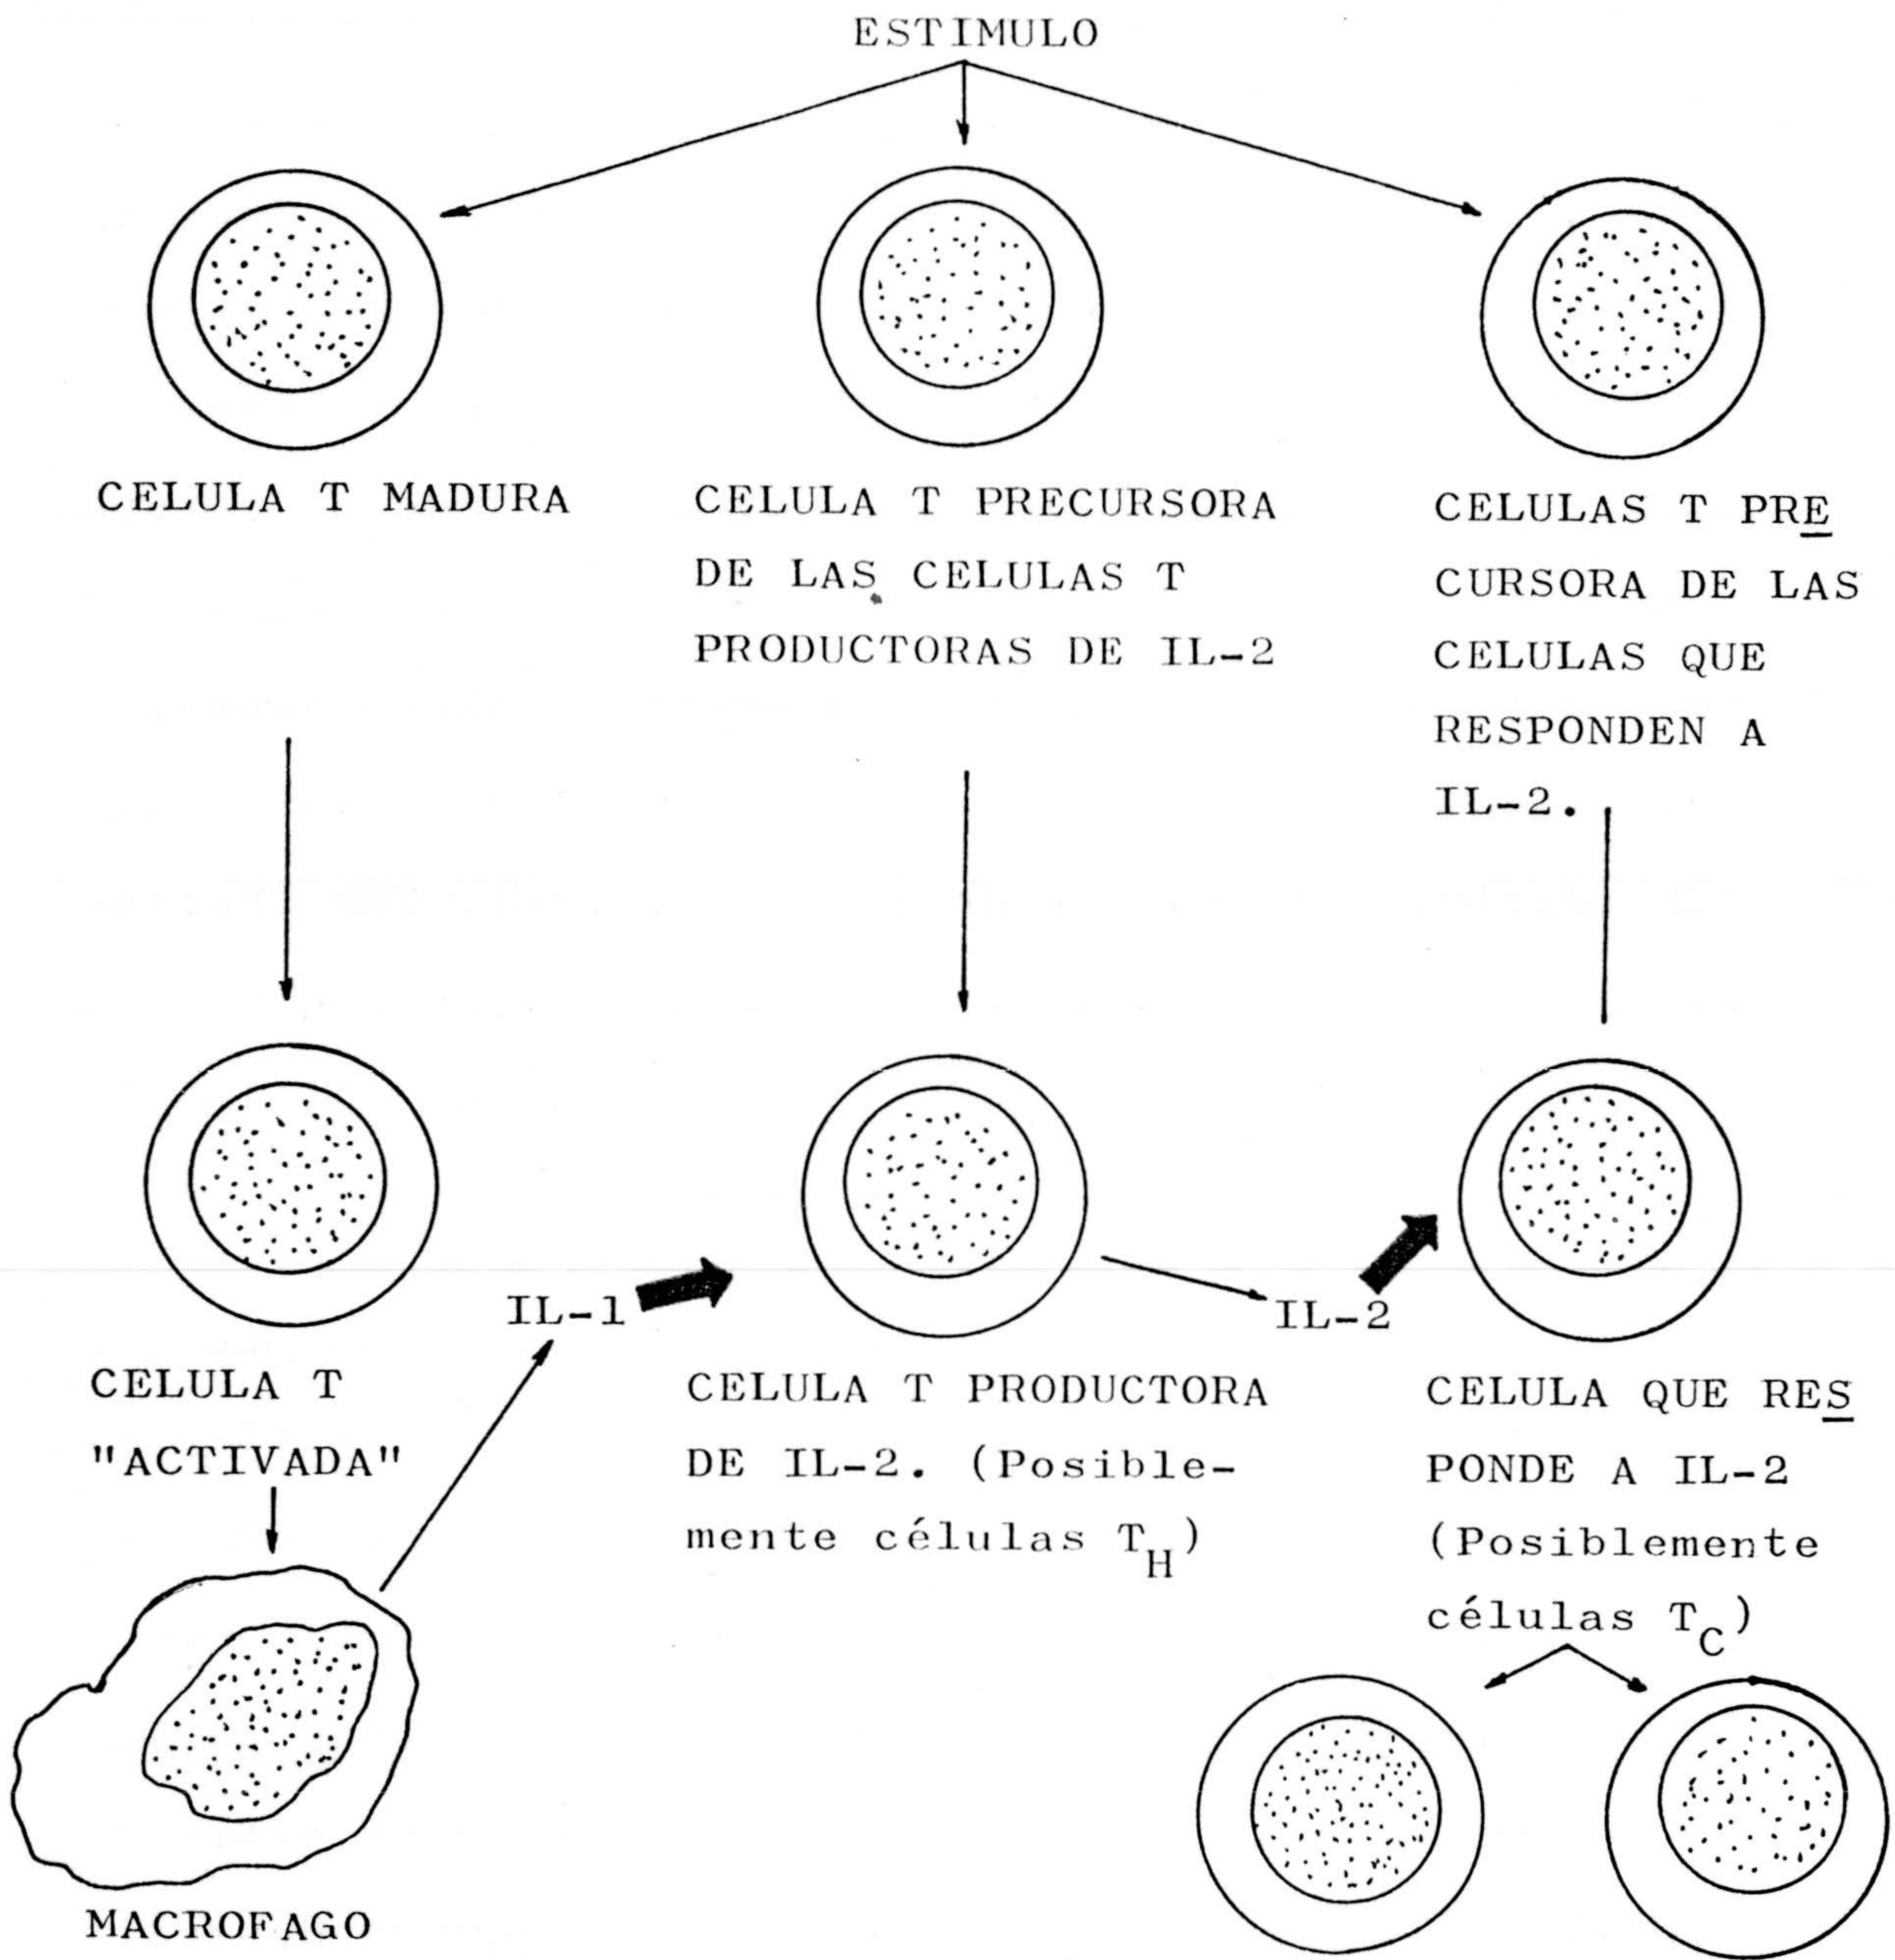 ESTIMULO
CELULA T MADURA
CELULA T PRECURSORA
DE LAS CELULAS T
PRODUCTORAS DE IL-2
CELULAS T PRE
CURSORA DE LAS
CELULAS QUE
RESPONDEN A
IL-2.
IL-1
IL-2
CELULA T
"ACTIVADA"
CELULA T PRODUCTORA
DE IL-2. (Posible-
mente células TH)
CELULA QUE RES
PONDE A IL-2
(Posiblemente
células TC)
MACROFAGO